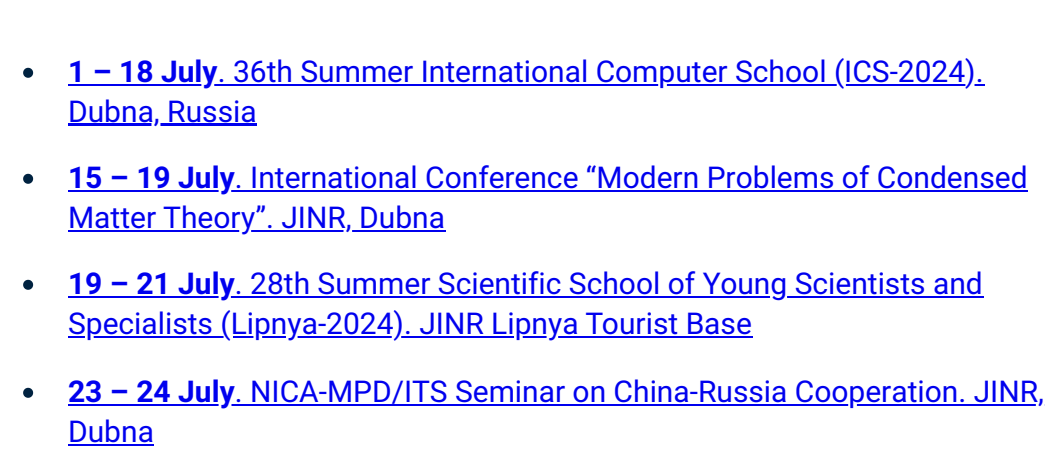 1 – 18 July. 36th Summer International Computer School (ICS-2024).
Dubna, Russia
15 – 19 July. International Conference “Modern Problems of Condensed
Matter Theory”. JINR, Dubna
19 – 21 July. 28th Summer Scientific School of Young Scientists and
Specialists (Lipnya-2024). JINR Lipnya Tourist Base
23 – 24 July. NICA-MPD/ITS Seminar on China-Russia Cooperation. JINR,
Dubna